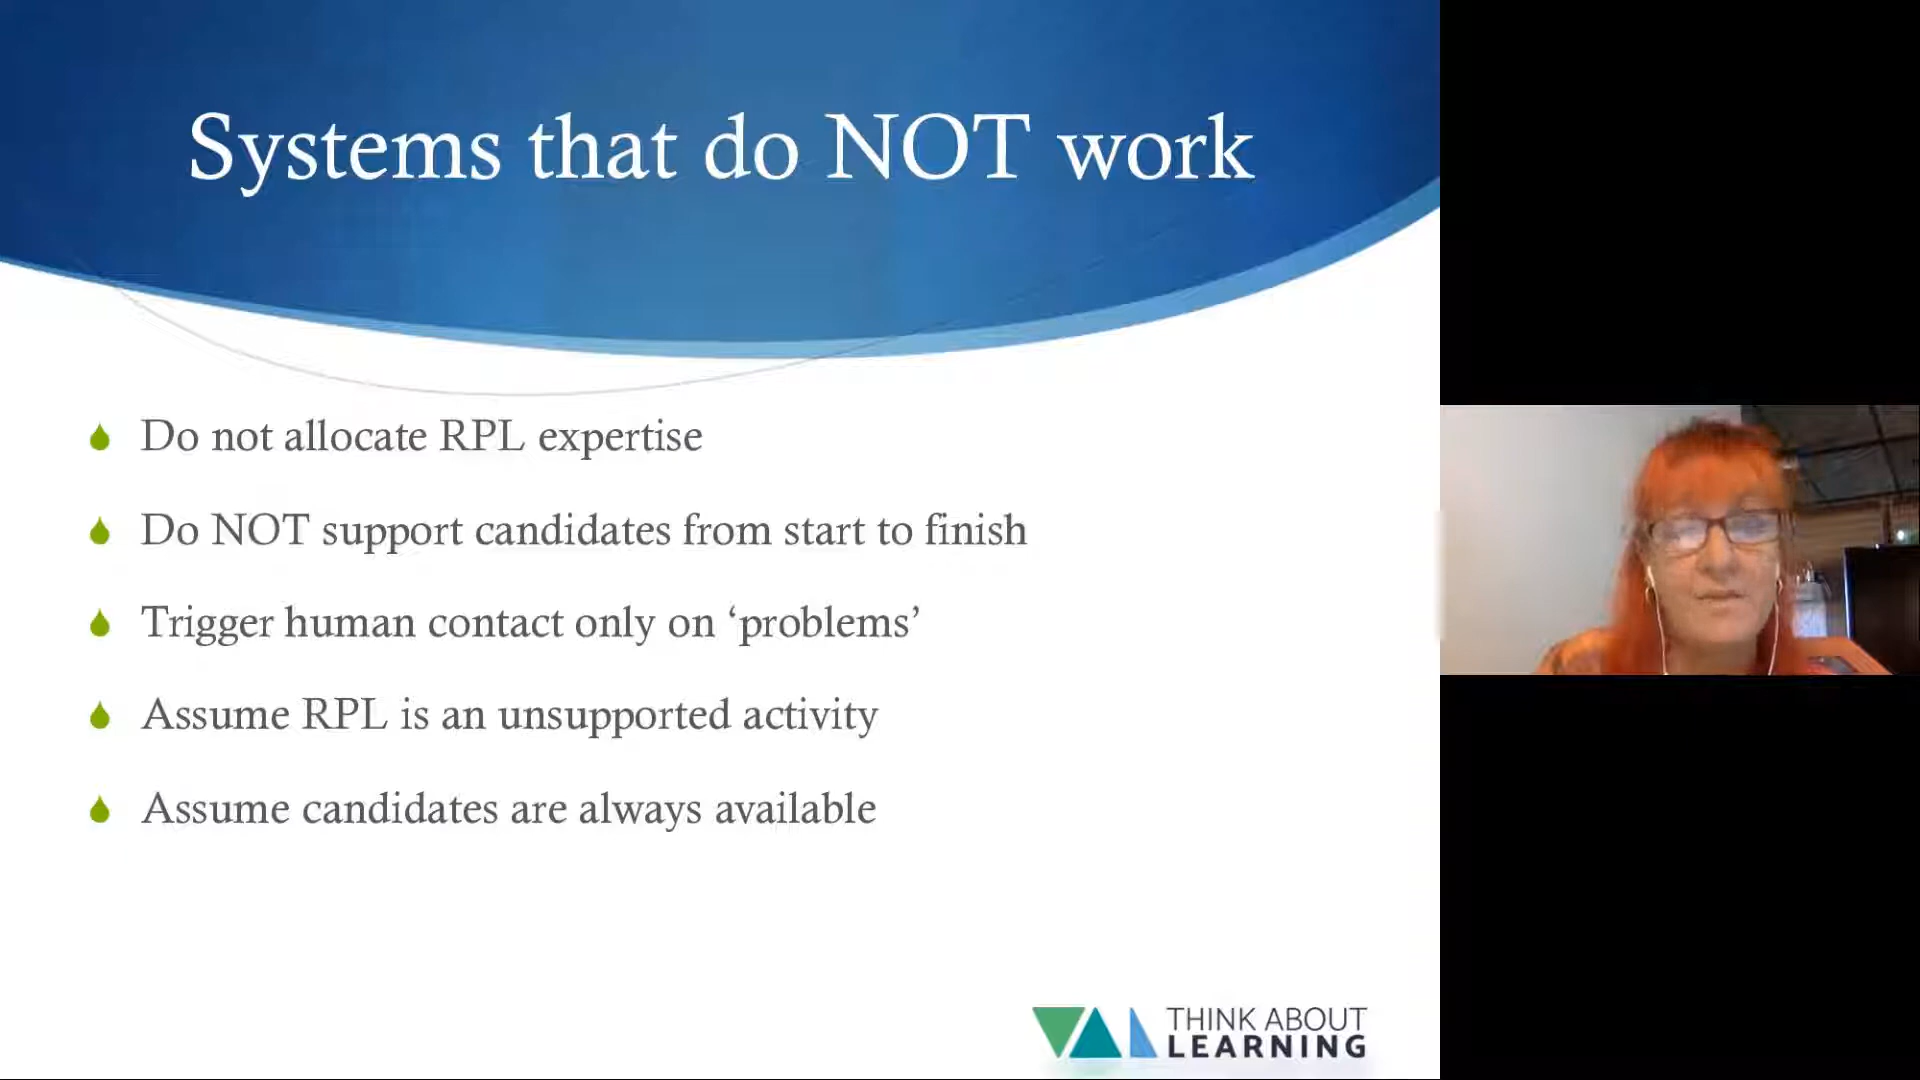 Systems that do NOT work
Do not allocate RPL expertise
Do NOT support candidates from start to finish
Trigger human contact only on ‘problems’
Assume RPL is an unsupported activity
Assume candidates are always available
THINK ABOUT
LEARNING